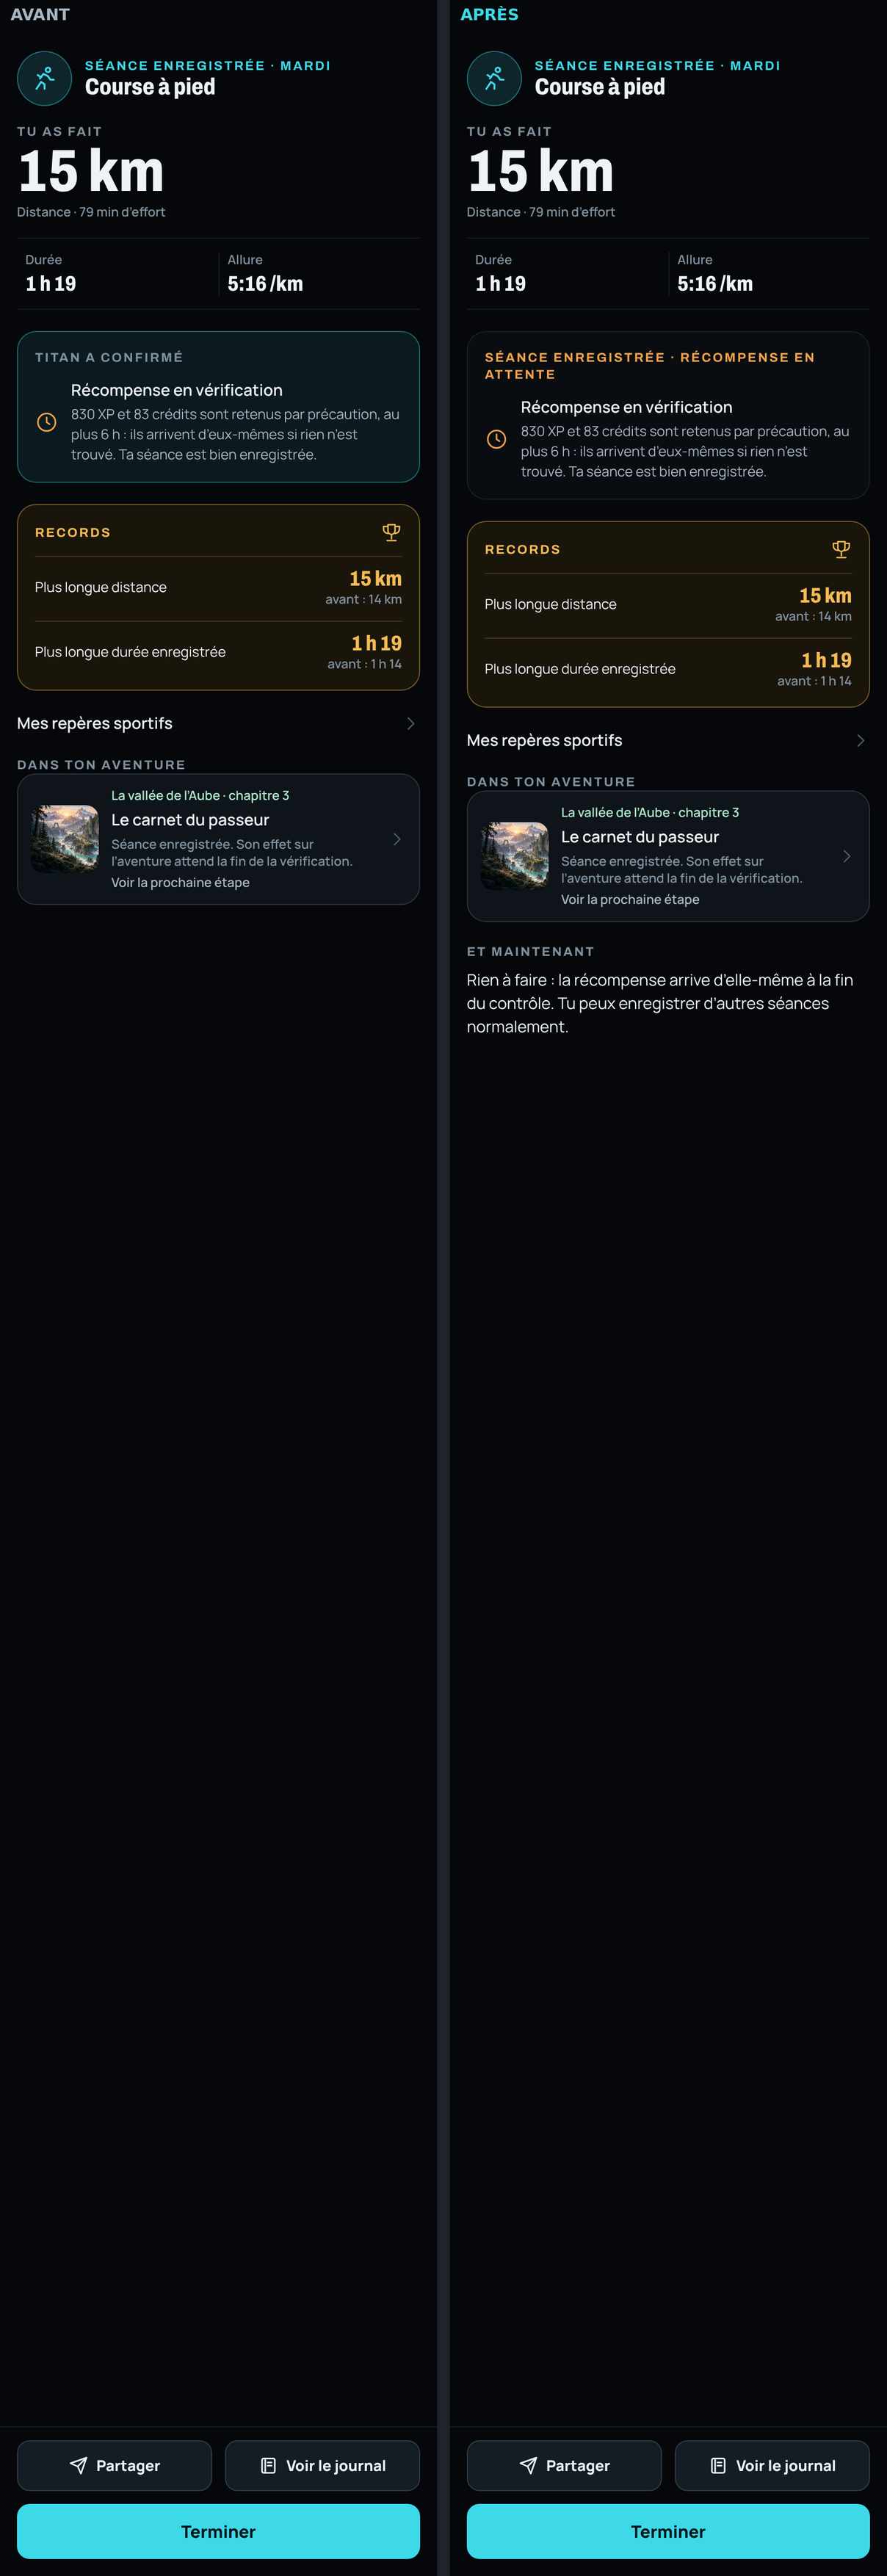 AVANT
SÉANCE ENREGISTRÉE · MARDI
Course à pied
TU AS FAIT
15 km
Distance · 79 min d’effort
Durée
1 h 19
Allure
5:16 /km
TITAN A CONFIRMÉ
Récompense en vérification
830 XP et 83 crédits sont retenus par précaution, au
plus 6 h : ils arrivent d’eux-mêmes si rien n’est
trouvé. Ta séance est bien enregistrée.
RECORDS
Plus longue distance
15 km
avant : 14 km
Plus longue durée enregistrée
1 h 19
avant : 1 h 14
Mes repères sportifs
DANS TON AVENTURE
La vallée de l’Aube · chapitre 3
Le carnet du passeur
Séance enregistrée. Son effet sur
l’aventure attend la fin de la vérification.
Voir la prochaine étape
Partager
Voir le journal
Terminer
APRÈS
SÉANCE ENREGISTRÉE · MARDI
Course à pied
TU AS FAIT
15 km
Distance · 79 min d’effort
Durée
1 h 19
Allure
5:16 /km
SÉANCE ENREGISTRÉE · RÉCOMPENSE EN
ATTENTE
Récompense en vérification
830 XP et 83 crédits sont retenus par précaution, au
plus 6 h : ils arrivent d’eux-mêmes si rien n’est
trouvé. Ta séance est bien enregistrée.
RECORDS
Plus longue distance
15 km
avant : 14 km
Plus longue durée enregistrée
1 h 19
avant : 1 h 14
Mes repères sportifs
DANS TON AVENTURE
La vallée de l’Aube · chapitre 3
Le carnet du passeur
Séance enregistrée. Son effet sur
l’aventure attend la fin de la vérification.
Voir la prochaine étape
ET MAINTENANT
Rien à faire : la récompense arrive d’elle-même à la fin
du contrôle. Tu peux enregistrer d’autres séances
normalement.
Partager
Voir le journal
Terminer